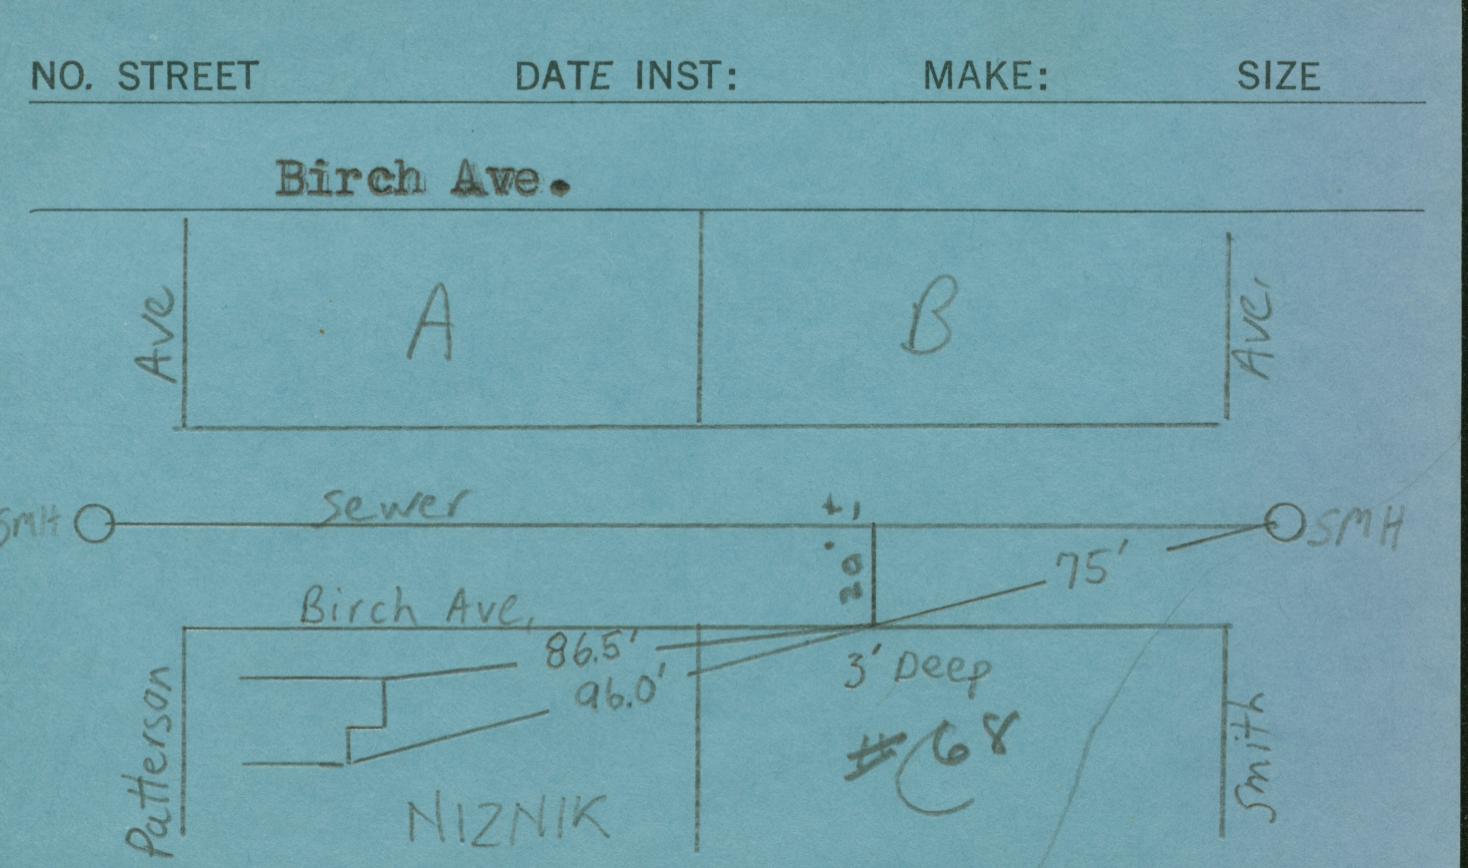 NO. STREET DATE INST: MAKE: SIZE
Birch Ave.
Ave A B Ave.
SMH Sewer 20' ± SMH
75'
Birch Ave.
86.5'
96.0' 3' Deep
Patterson #68 Smith
NIZNIK